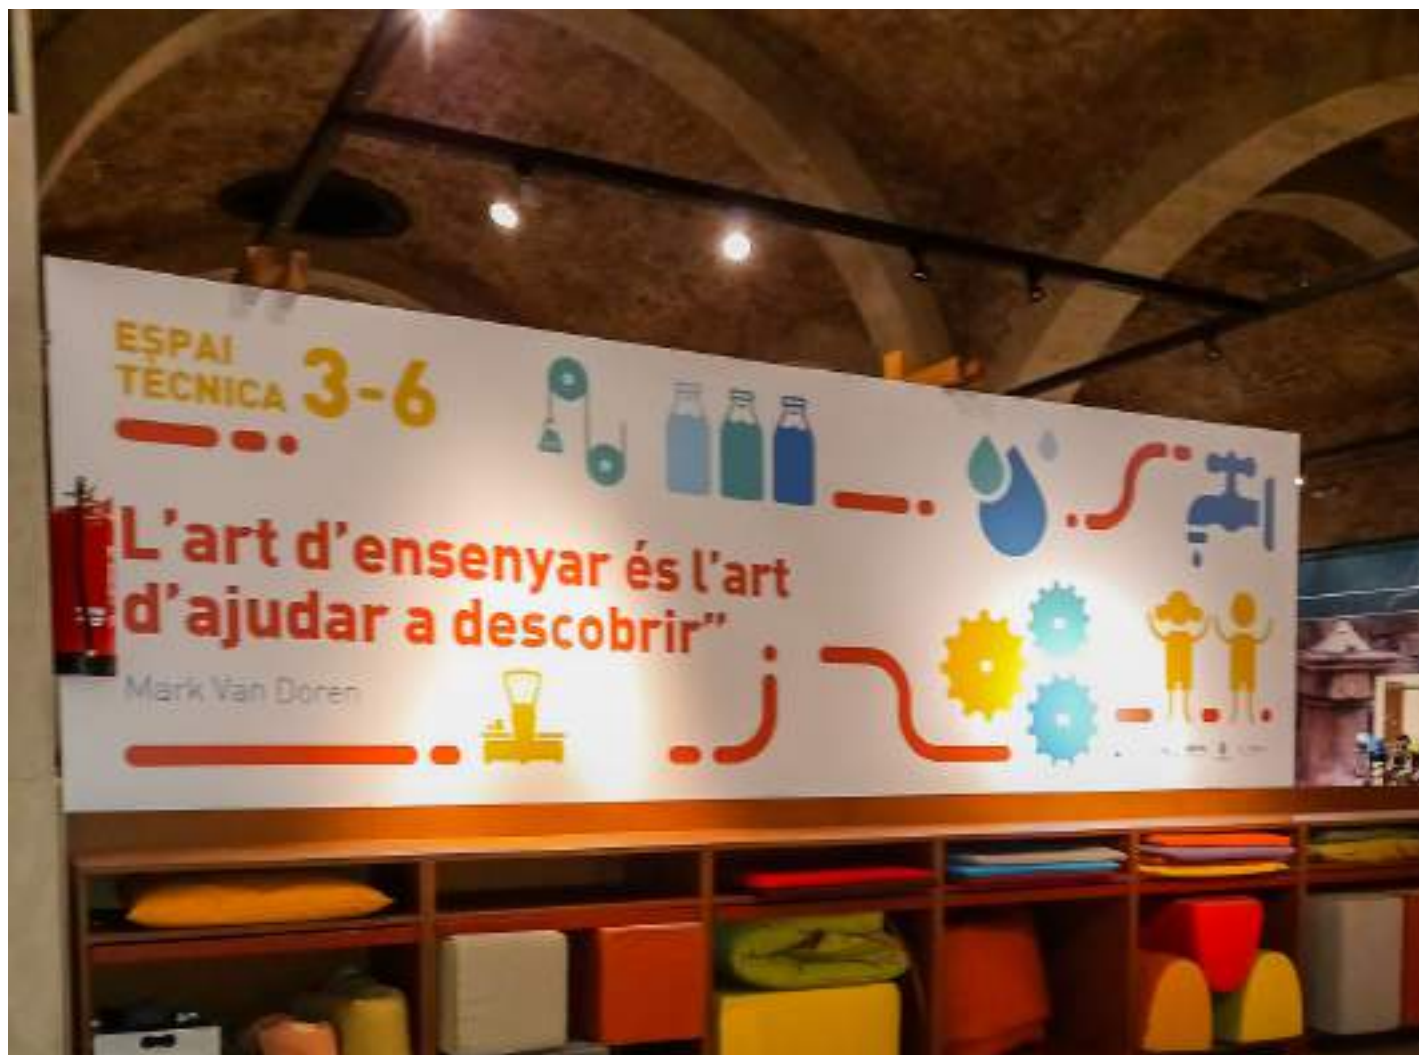 ESPAI
TÈCNICA 3-6
L'art d'ensenyar és l'art
d'ajudar a descobrir"
Mark Van Doren